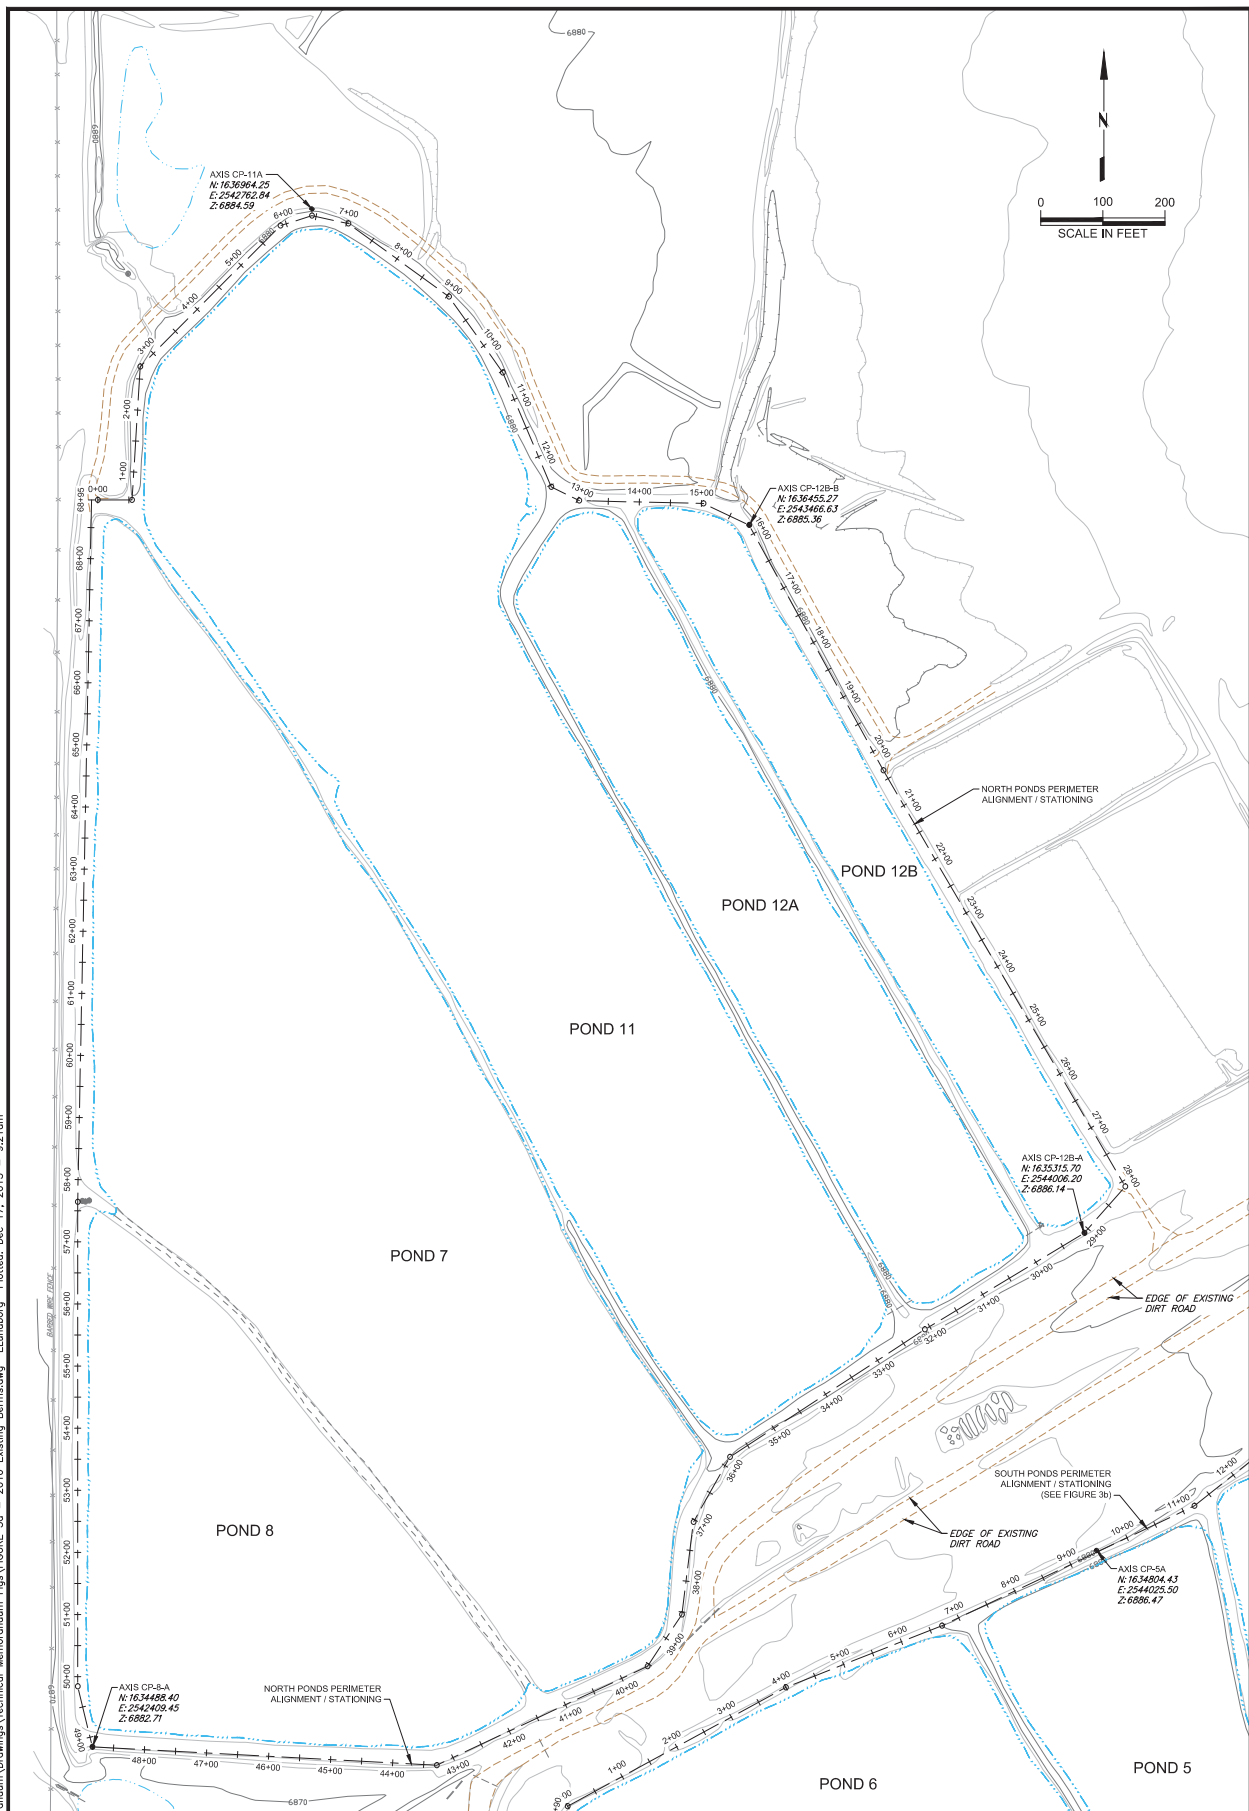 6880
N
0 100 200
SCALE IN FEET
6880
AXIS CP-11A
N: 1636964.25
E: 2542762.84
Z: 6884.59
6+00
7+00
6880
5+00
8+00
4+00
9+00
3+00
10+00
2+00
11+00
6880
1+00
12+00
0+00
68+95
13+00
14+00
15+00
AXIS CP-12B-B
N: 1636455.27
E: 2543466.63
Z: 6885.36
16+00
68+00
17+00
6880
67+00
18+00
66+00
6880
19+00
65+00
20+00
NORTH PONDS PERIMETER
ALIGNMENT / STATIONING
21+00
64+00
22+00
63+00
POND 12B
POND 12A
23+00
62+00
24+00
61+00
POND 11
25+00
60+00
26+00
59+00
27+00
AXIS CP-12B-A
N: 1635315.70
E: 2544006.20
Z: 6886.14
28+00
58+00
29+00
57+00
POND 7
30+00
6880
6880
56+00
31+00
EDGE OF EXISTING
DIRT ROAD
BARBED WIRE FENCE
32+00
55+00
33+00
34+00
54+00
35+00
36+00
53+00
SOUTH PONDS PERIMETER
ALIGNMENT / STATIONING
(SEE FIGURE 3b)
12+00
11+00
37+00
POND 8
EDGE OF EXISTING
DIRT ROAD
10+00
52+00
9+00
AXIS CP-5A
N: 1634804.43
E: 2544025.50
Z: 6886.47
38+00
8+00
51+00
7+00
39+00
6+00
50+00
5+00
6870
AXIS CP-8-A
N: 1634488.40
E: 2542409.45
Z: 6882.71
NORTH PONDS PERIMETER
ALIGNMENT / STATIONING
40+00
4+00
41+00
3+00
49+00
42+00
2+00
48+00
47+00
46+00
45+00
44+00
43+00
1+00
POND 5
POND 6
6870